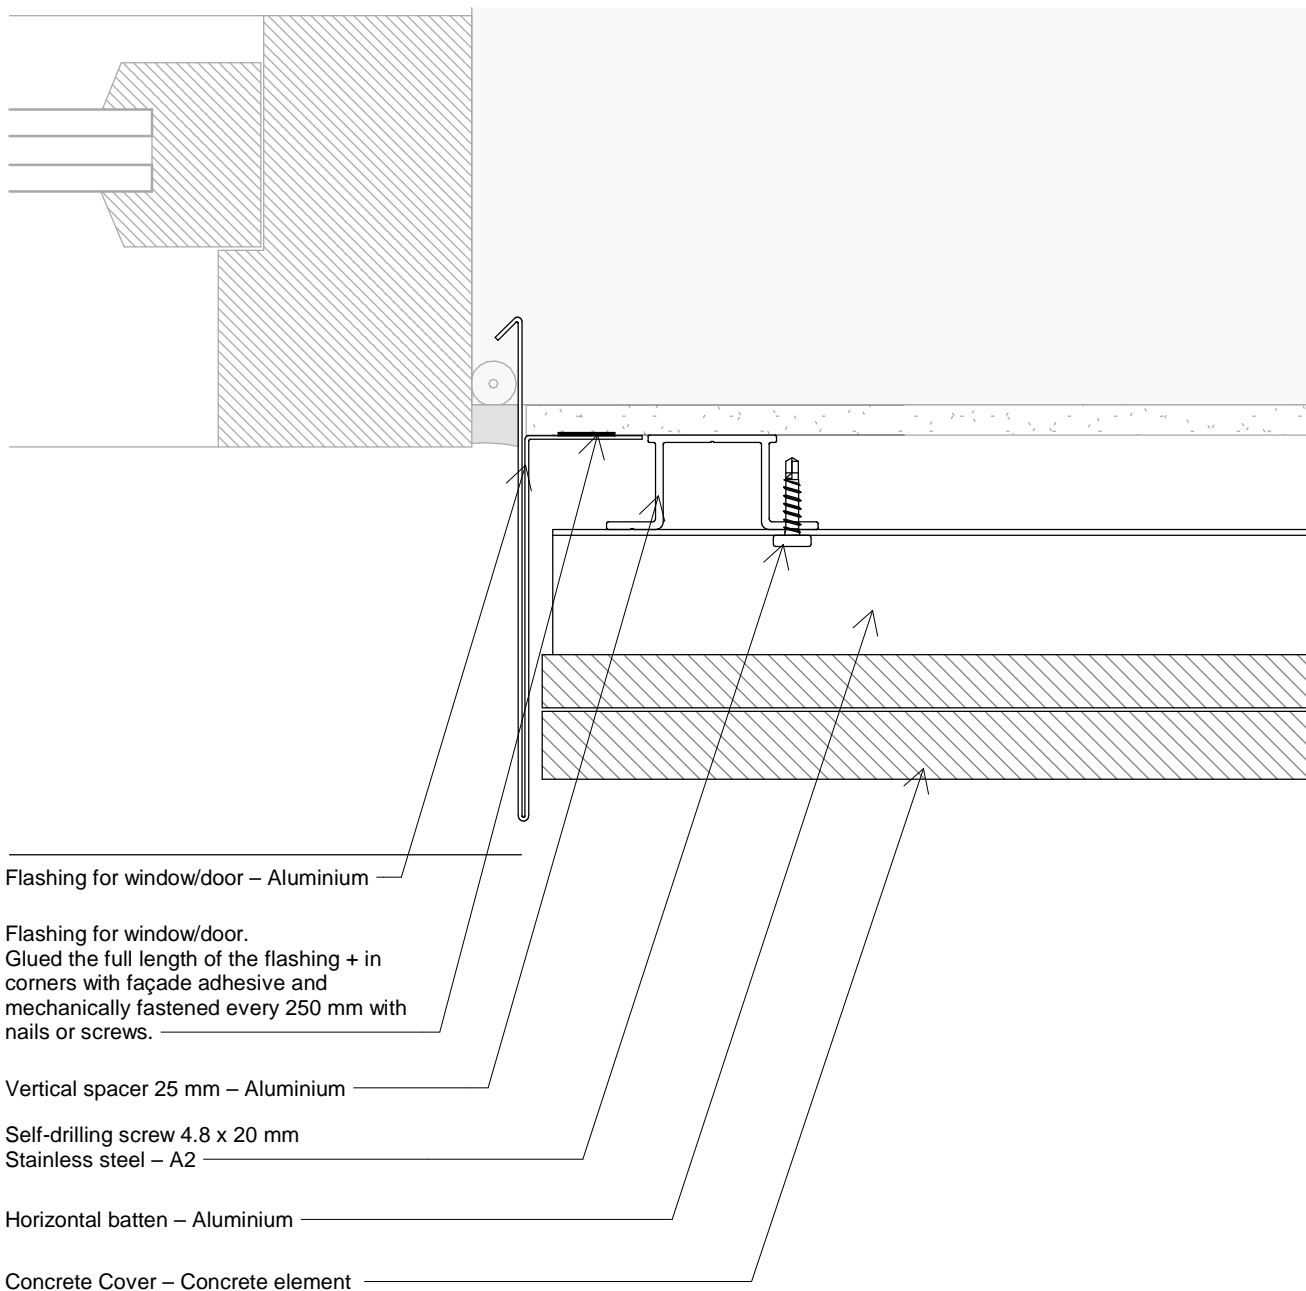 Flashing for window/door – Aluminium
Flashing for window/door.
Glued the full length of the flashing + in
corners with façade adhesive and
mechanically fastened every 250 mm with
nails or screws.
Vertical spacer 25 mm – Aluminium
Self-drilling screw 4.8 x 20 mm
Stainless steel – A2
Horizontal batten – Aluminium
Concrete Cover – Concrete element